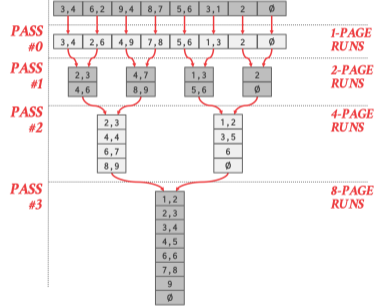 3,4 6,2 9,4 8,7 5,6 3,1 2 Ø
PASS #0 3,4 2,6 4,9 7,8 5,6 1,3 2 Ø 1-PAGE RUNS
PASS #1 2,3 4,7 1,3 2 2-PAGE RUNS
4,6 8,9 5,6 Ø
PASS #2 2,3 1,2 4-PAGE RUNS
4,4 3,5
6,7 6
8,9 Ø
PASS #3 1,2 8-PAGE RUNS
2,3
3,4
4,5
6,6
7,8
9
Ø